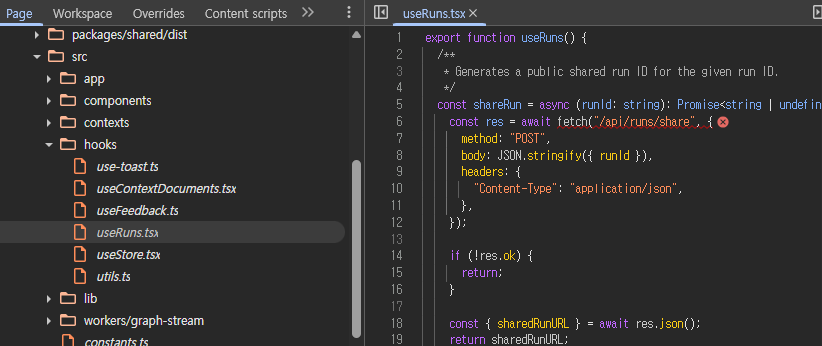 Page Workspace Overrides Content scripts
packages/shared/dist
src
app
components
contexts
hooks
use-toast.ts
useContextDocuments.tsx
useFeedback.ts
useRuns.tsx
useStore.tsx
utils.ts
lib
workers/graph-stream
constants.ts
useRuns.tsx
1 export function useRuns() {
2 /**
3 * Generates a public shared run ID for the given run ID.
4 */
5 const shareRun = async (runId: string): Promise<string | undefin
6 const res = await fetch("/api/runs/share", {
7 method: "POST",
8 body: JSON.stringify({ runId }),
9 headers: {
10 "Content-Type": "application/json",
11 },
12 });
13
14 if (!res.ok) {
15 return;
16 }
17
18 const { sharedRunURL } = await res.json();
19 return sharedRunURL;